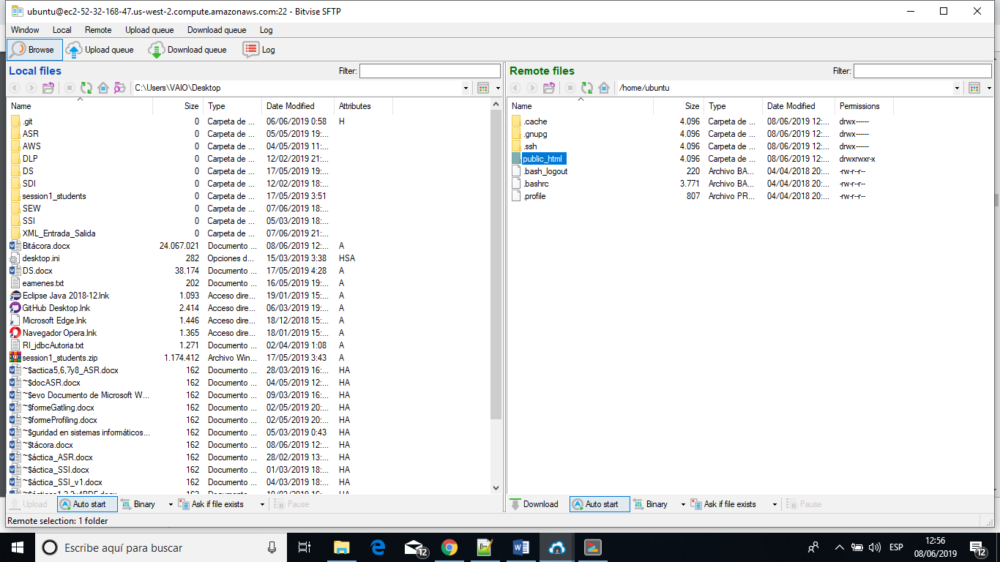 ubuntu@ec2-52-32-168-47.us-west-2.compute.amazonaws.com:22 - Bitvise SFTP
Window Local Remote Upload queue Download queue Log
Browse Upload queue Download queue Log
Local files Filter:
C:\Users\VAIO\Desktop
Name Size Type Date Modified Attributes
.git 0 Carpeta de ... 06/06/2019 0:58 H
ASR 0 Carpeta de ... 05/05/2019 19:...
AWS 0 Carpeta de ... 04/05/2019 11:...
DLP 0 Carpeta de ... 12/02/2019 21:...
DS 0 Carpeta de ... 17/05/2019 19:...
SDI 0 Carpeta de ... 12/02/2019 18:...
session1_students 0 Carpeta de ... 17/05/2019 3:51
SEW 0 Carpeta de ... 07/06/2019 18:...
SSI 0 Carpeta de ... 05/03/2019 18:...
XML_Entrada_Salida 0 Carpeta de ... 07/06/2019 21:...
Bitácora.docx 24.067.021 Documento ... 08/06/2019 12:... A
desktop.ini 282 Opciones d... 15/03/2019 3:38 HSA
DS.docx 38.174 Documento ... 17/05/2019 4:28 A
eamenes.txt 202 Documento ... 16/05/2019 19:... A
Eclipse Java 2018-12.lnk 1.093 Acceso dire... 19/01/2019 15:... A
GitHub Desktop.lnk 2.414 Acceso dire... 06/03/2019 19:... A
Microsoft Edge.lnk 1.446 Acceso dire... 18/12/2018 15:... A
Navegador Opera.lnk 1.365 Acceso dire... 18/01/2019 15:... A
RI_jdbcAutoria.txt 1.271 Documento ... 02/04/2019 1:08 A
session1_students.zip 1.174.412 Archivo Win... 17/05/2019 3:43 A
~$actica5,6,7y8_ASR.docx 162 Documento ... 28/03/2019 16:... HA
~$docASR.docx 162 Documento ... 04/05/2019 12:... HA
~$evo Documento de Microsoft W... 162 Documento ... 09/03/2019 16:... HA
~$formeGatling.docx 162 Documento ... 02/05/2019 20:... HA
~$formeProfiling.docx 162 Documento ... 02/05/2019 20:... HA
~$guridad en sistemas informáticos... 162 Documento ... 05/03/2019 0:43 HA
~$tácora.docx 162 Documento ... 08/06/2019 12:... HA
~$áctica_ASR.docx 162 Documento ... 28/02/2019 13:... HA
~$áctica_SSI.docx 162 Documento ... 01/03/2019 18:... HA
~$áctica_SSI_v1.docx 162 Documento ... 04/03/2019 18:... HA
Upload Auto start Binary Ask if file exists Pause
Remote files Filter:
/home/ubuntu
Name Size Type Date Modified Permissions
.cache 4.096 Carpeta de ... 08/06/2019 12:... drwx------
.gnupg 4.096 Carpeta de ... 08/06/2019 12:... drwx------
.ssh 4.096 Carpeta de ... 08/06/2019 12:... drwx------
public_html 4.096 Carpeta de ... 08/06/2019 12:... drwxrwxr-x
.bash_logout 220 Archivo BA... 04/04/2018 20:... -rw-r--r--
.bashrc 3.771 Archivo BA... 04/04/2018 20:... -rw-r--r--
.profile 807 Archivo PR... 04/04/2018 20:... -rw-r--r--
Download Auto start Binary Ask if file exists Pause
Remote selection: 1 folder
Escribe aquí para buscar 12 ESP 12:56
08/06/2019 12